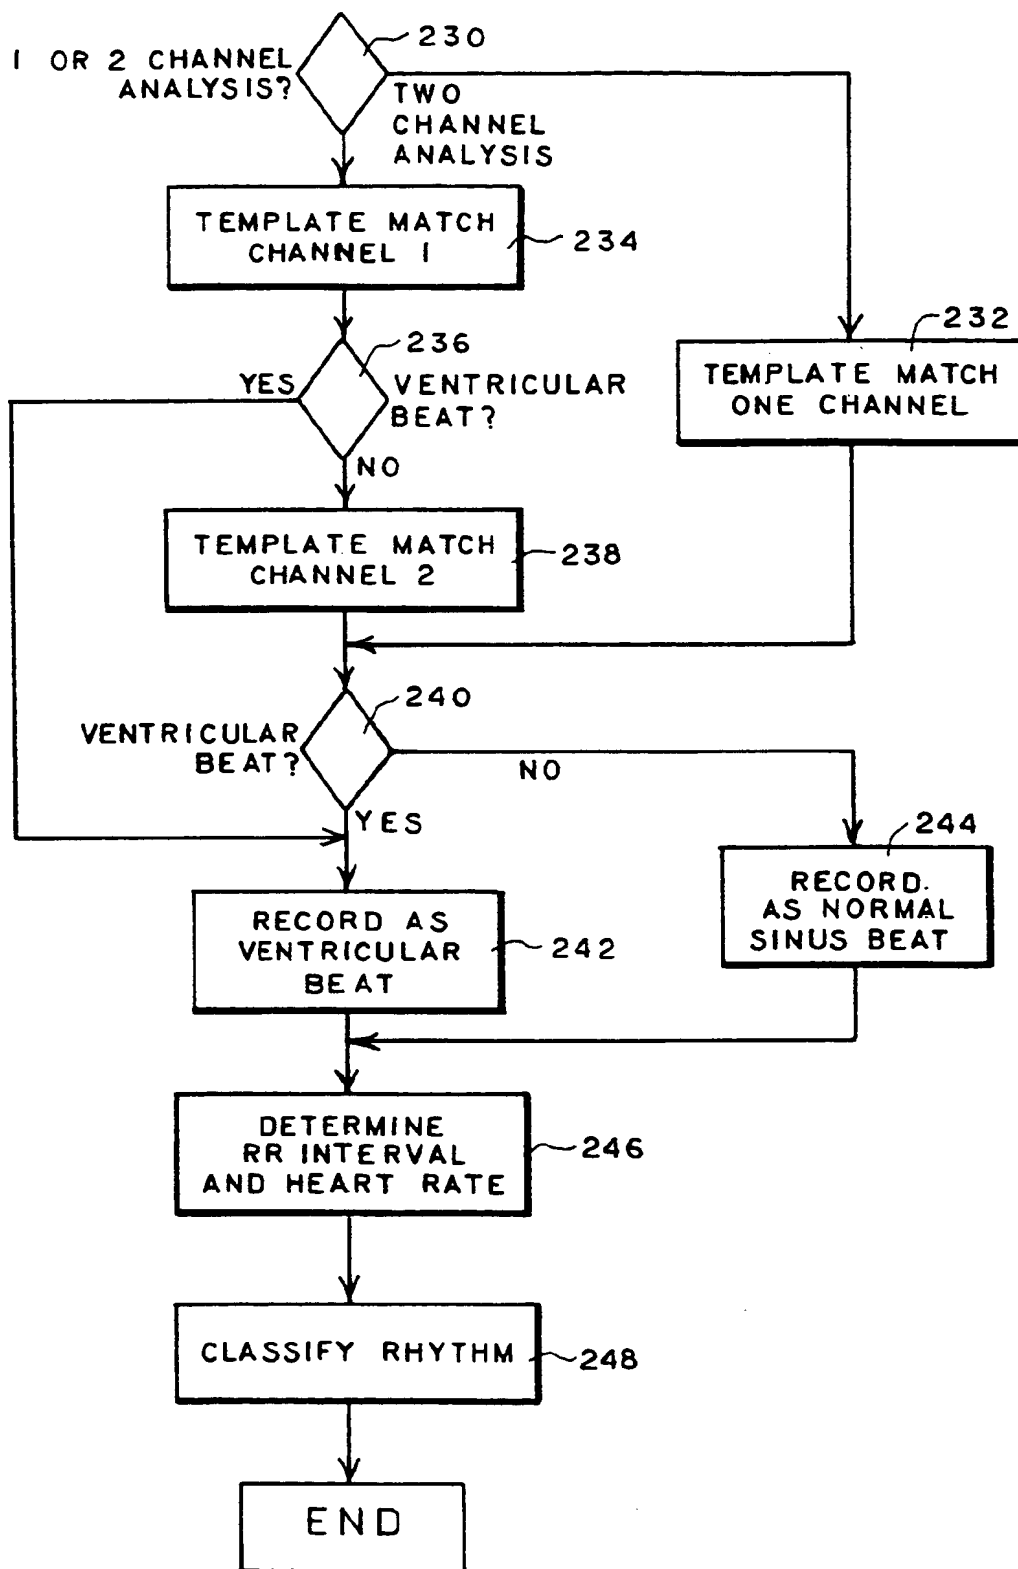 230
1 OR 2 CHANNEL
ANALYSIS?
TWO
CHANNEL
ANALYSIS
TEMPLATE MATCH
CHANNEL 1
234
232
TEMPLATE MATCH
ONE CHANNEL
236
YES
VENTRICULAR
BEAT?
NO
TEMPLATE MATCH
CHANNEL 2
238
240
VENTRICULAR
BEAT?
NO
YES
244
RECORD.
AS NORMAL
SINUS BEAT
RECORD AS
VENTRICULAR
BEAT
242
DETERMINE
RR INTERVAL
AND HEART RATE
246
CLASSIFY RHYTHM
248
END